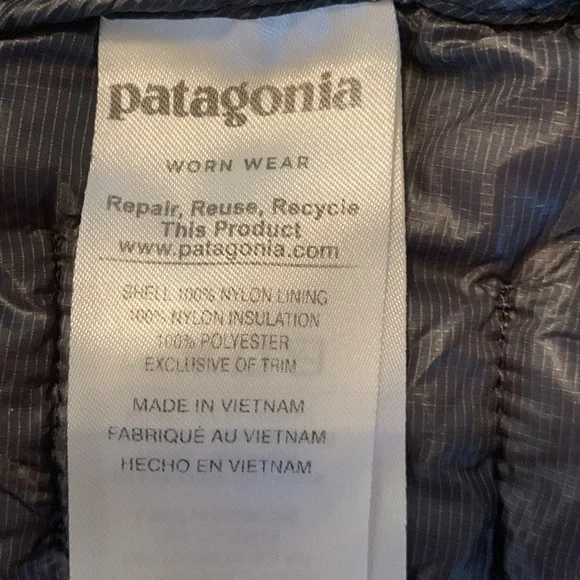 patagonia
WORN WEAR
Repair, Reuse, Recycle
This Product
www.patagonia.com
SHELL 100% NYLON LINING
100% NYLON INSULATION
100% POLYESTER
EXCLUSIVE OF TRIM
MADE IN VIETNAM
FABRIQUÉ AU VIETNAM
HECHO EN VIETNAM